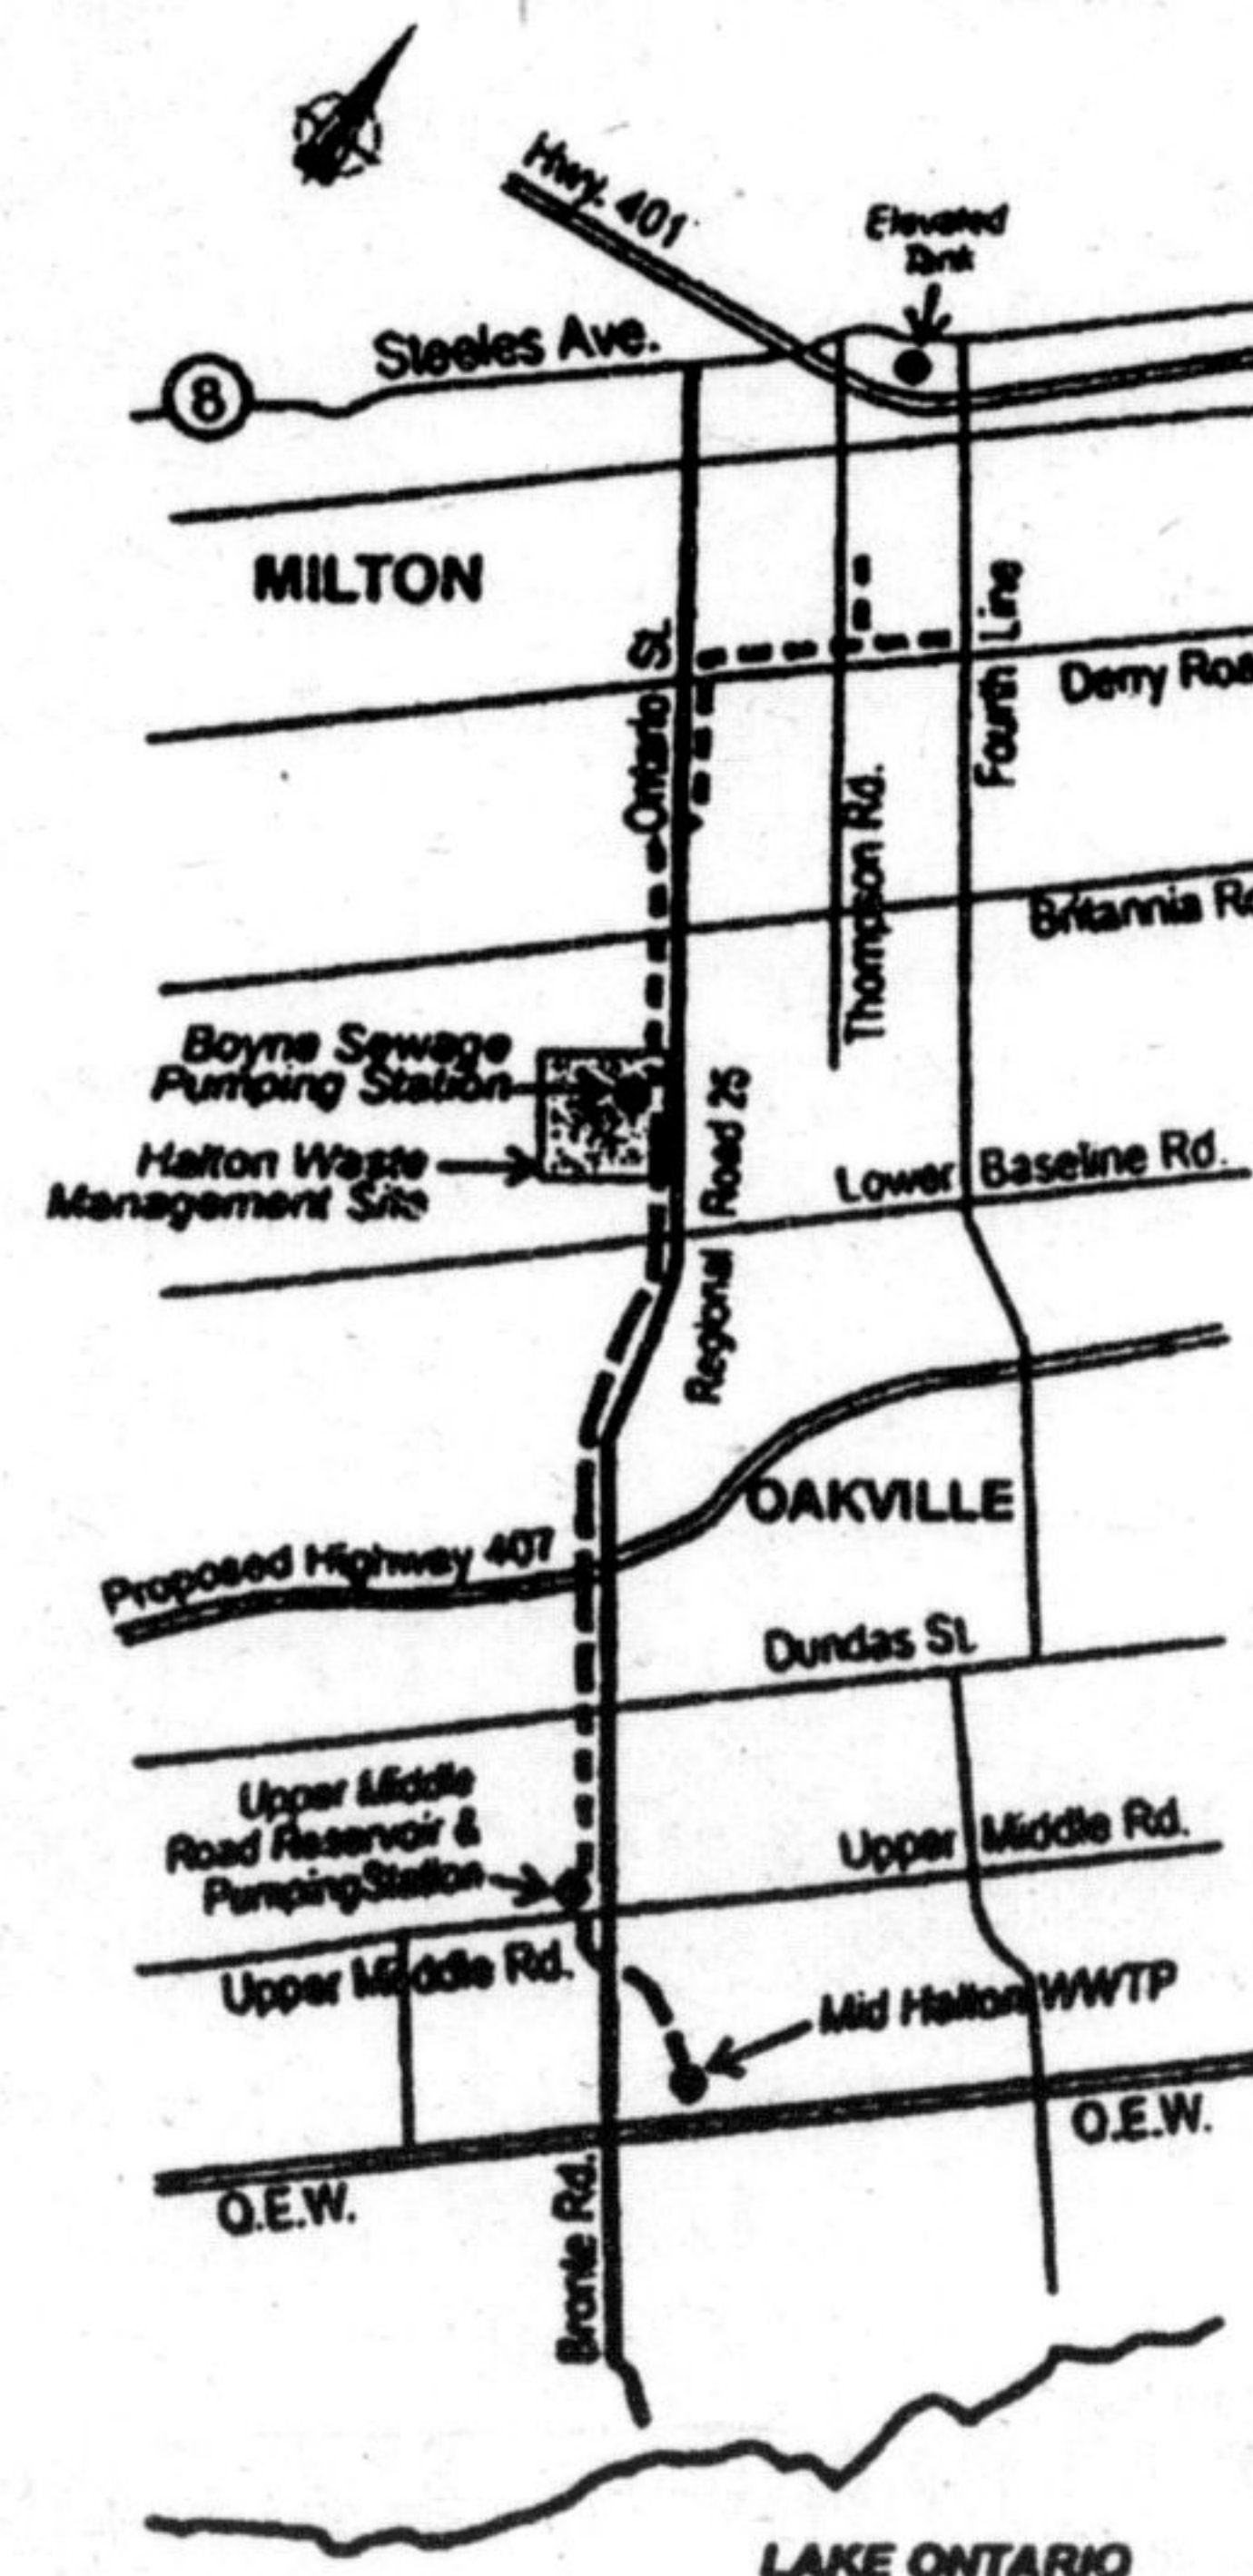 Hwy. 401
Elevated
Tank
Steeles Ave.
8
MILTON
Ontario St.
Fourth Line
Derry Roa
Thompson Rd.
Britannia Ro
Boyne Sewage
Pumping Station
Halton Waste
Management Site
Regional Road 25
Lower Baseline Rd.
OAKVILLE
Proposed Highway 407
Dundas St.
Upper Middle
Road Reservoir &
Pumping Station
Upper Middle Rd.
Upper Middle Rd.
Mid Halton WWTP
Q.E.W.
Q.E.W.
Bronte Rd.
LAKE ONTARIO